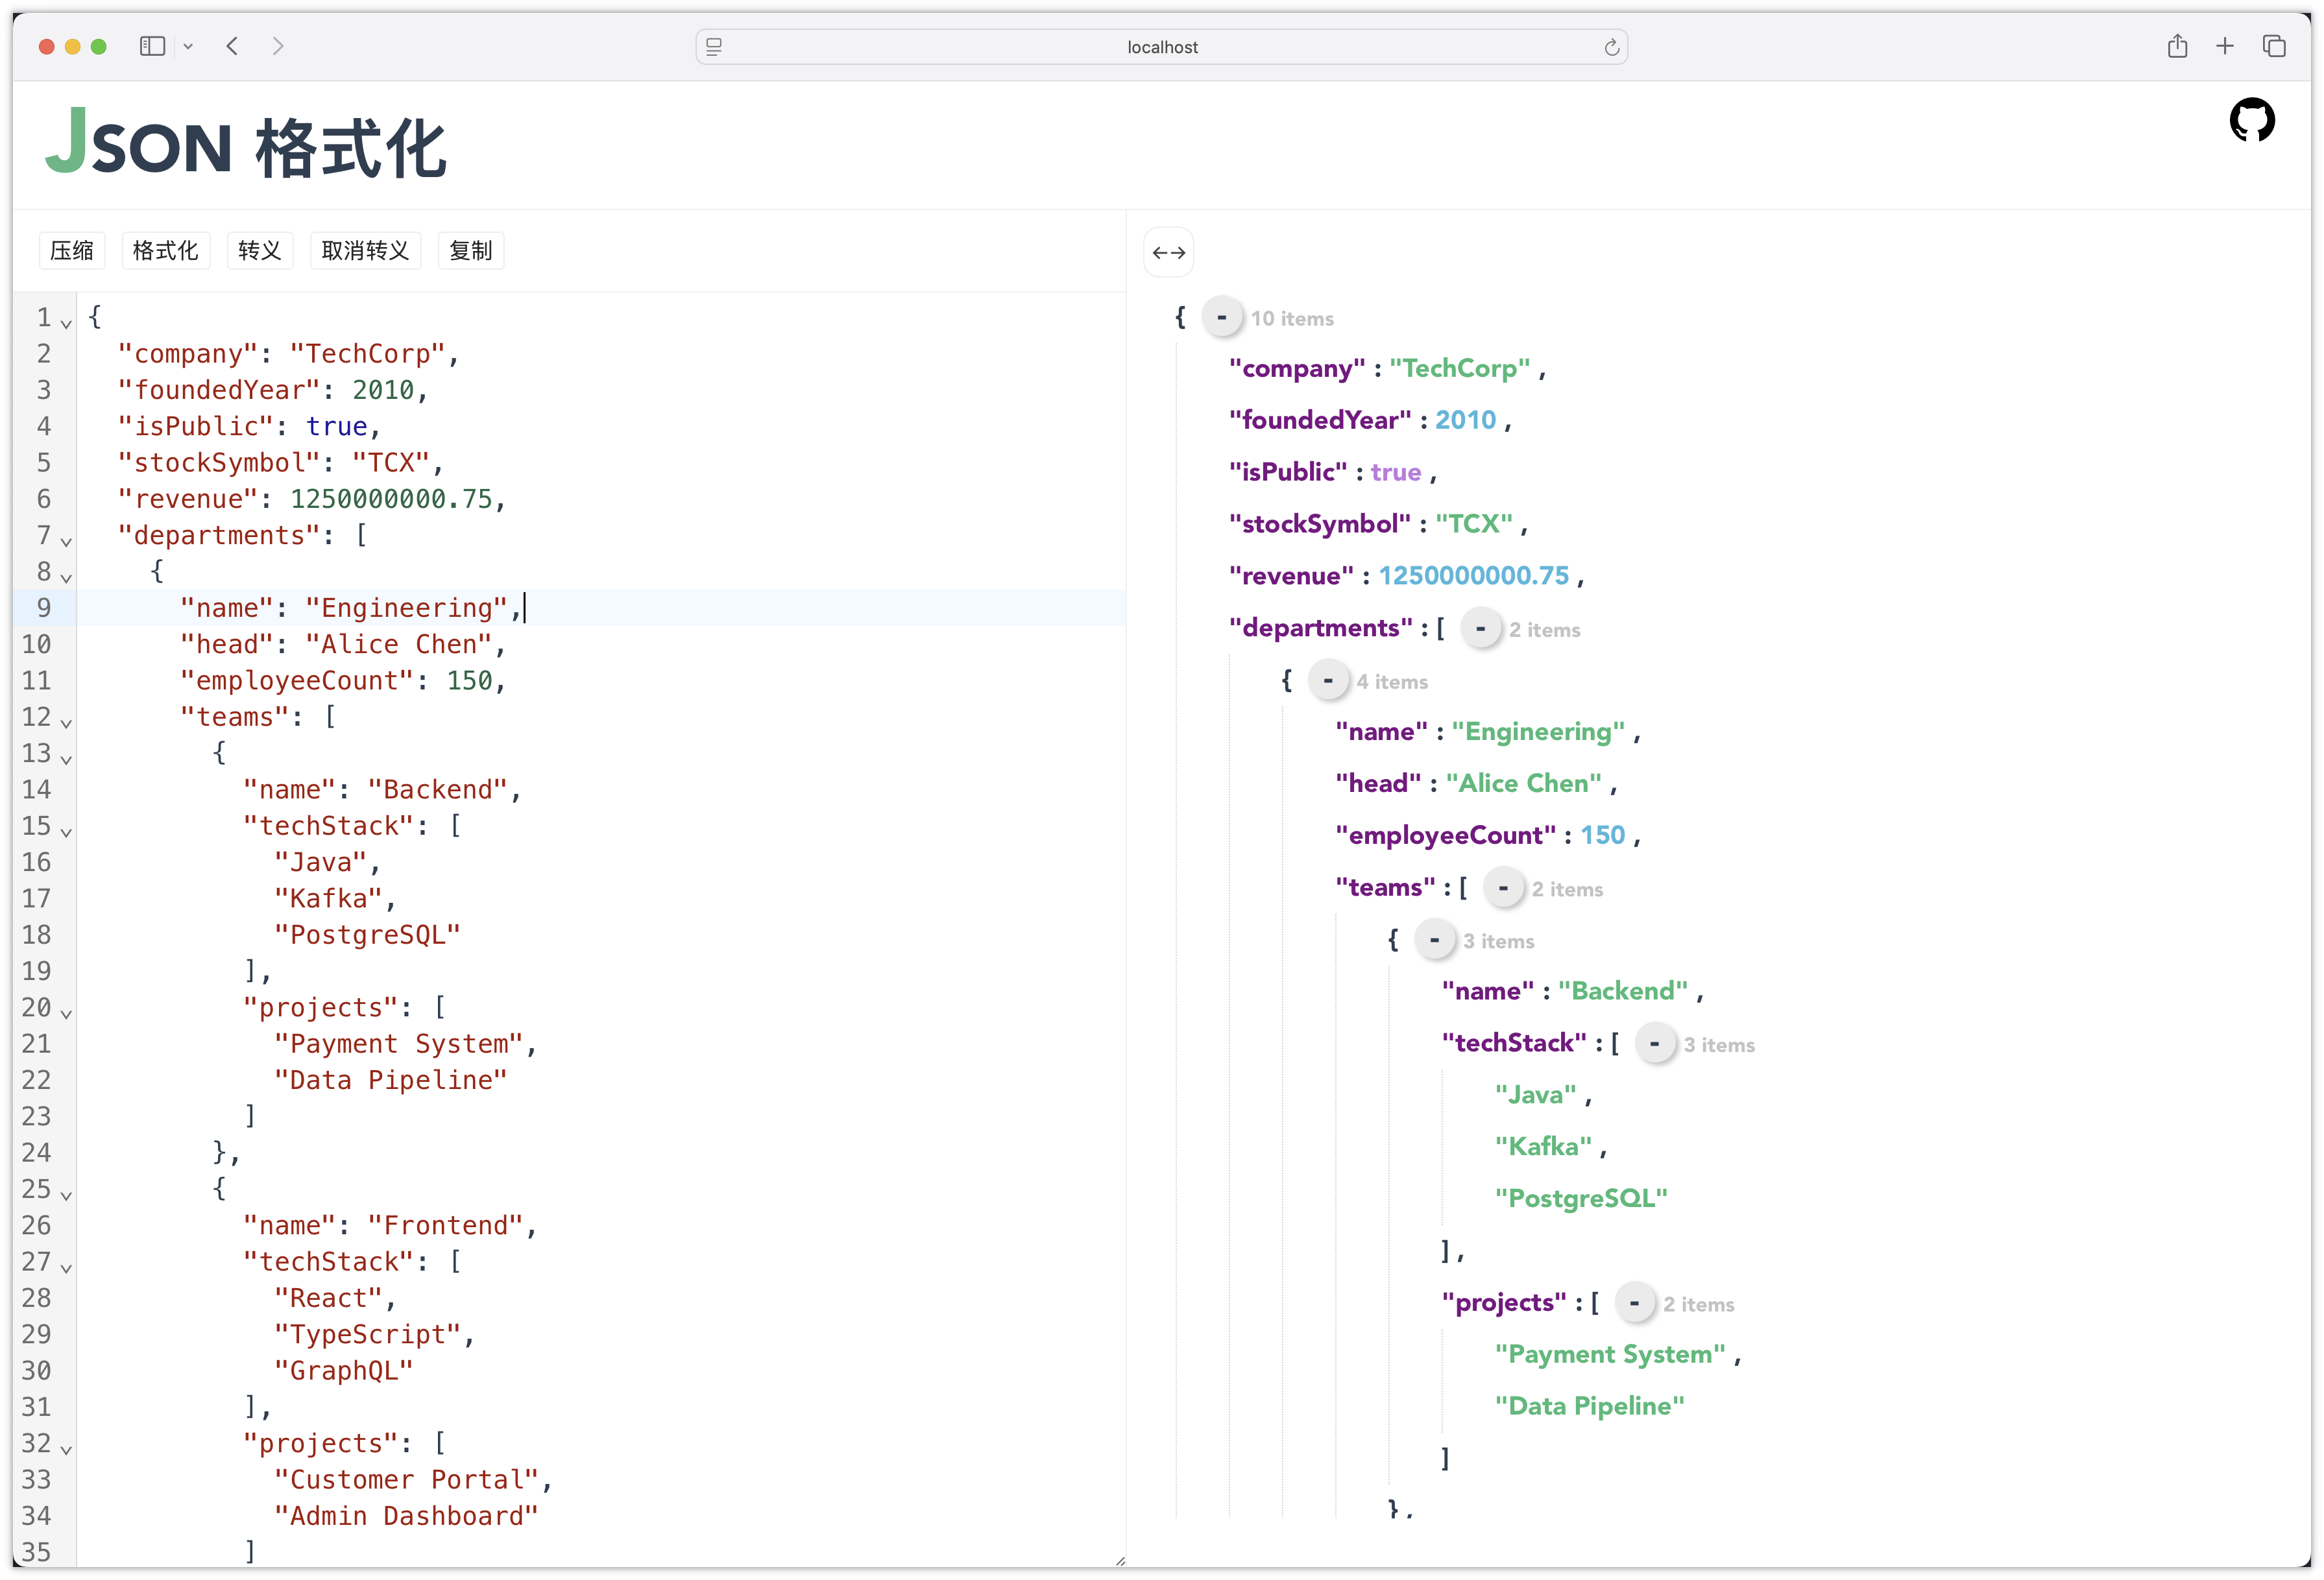 localhost
JSON 格式化
压缩 格式化 转义 取消转义 复制
1 {
2 "company": "TechCorp",
3 "foundedYear": 2010,
4 "isPublic": true,
5 "stockSymbol": "TCX",
6 "revenue": 1250000000.75,
7 "departments": [
8 {
9 "name": "Engineering",
10 "head": "Alice Chen",
11 "employeeCount": 150,
12 "teams": [
13 {
14 "name": "Backend",
15 "techStack": [
16 "Java",
17 "Kafka",
18 "PostgreSQL"
19 ],
20 "projects": [
21 "Payment System",
22 "Data Pipeline"
23 ]
24 },
25 {
26 "name": "Frontend",
27 "techStack": [
28 "React",
29 "TypeScript",
30 "GraphQL"
31 ],
32 "projects": [
33 "Customer Portal",
34 "Admin Dashboard"
35 ]
{ - 10 items
"company" : "TechCorp" ,
"foundedYear" : 2010 ,
"isPublic" : true ,
"stockSymbol" : "TCX" ,
"revenue" : 1250000000.75 ,
"departments" : [ - 2 items
{ - 4 items
"name" : "Engineering" ,
"head" : "Alice Chen" ,
"employeeCount" : 150 ,
"teams" : [ - 2 items
{ - 3 items
"name" : "Backend" ,
"techStack" : [ - 3 items
"Java" ,
"Kafka" ,
"PostgreSQL"
] ,
"projects" : [ - 2 items
"Payment System" ,
"Data Pipeline"
]
} ,